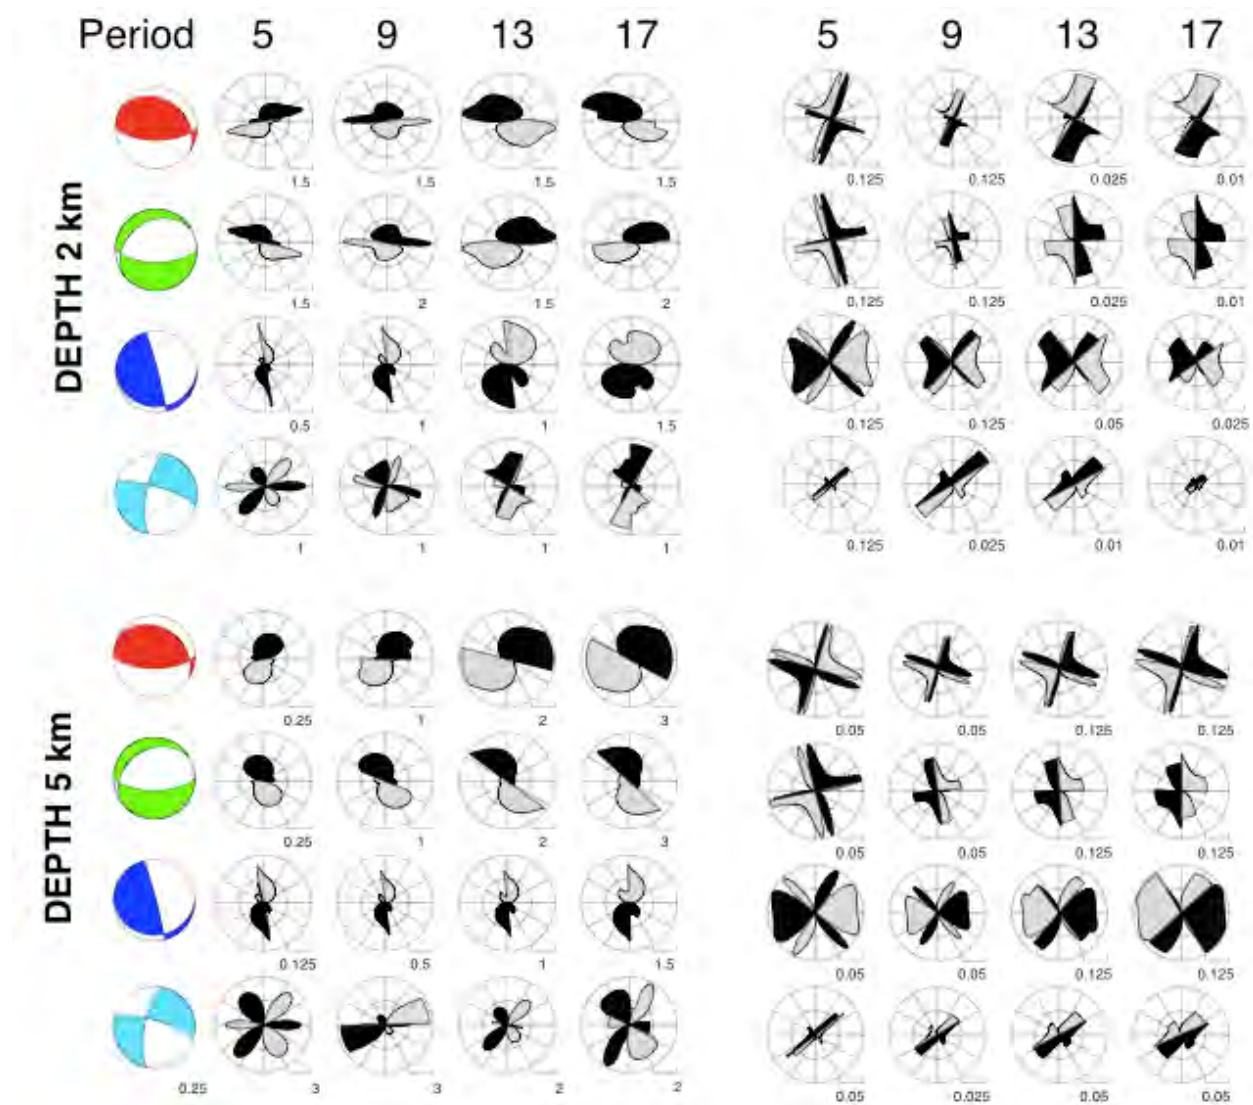 Period 5 9 13 17 5 9 13 17
DEPTH 2 km
1.5 1.5 1.5 1.5 0.125 0.125 0.025 0.01
1.5 2 1.5 2 0.125 0.125 0.025 0.01
0.5 1 1 1.5 0.125 0.125 0.05 0.025
1 1 1 1 0.125 0.025 0.01 0.01
DEPTH 5 km
0.25 1 2 3 0.05 0.05 0.125 0.125
0.25 1 2 3 0.05 0.05 0.125 0.125
0.125 0.5 1 1.5 0.05 0.05 0.125 0.125
0.25 3 3 2 2 0.05 0.025 0.05 0.05